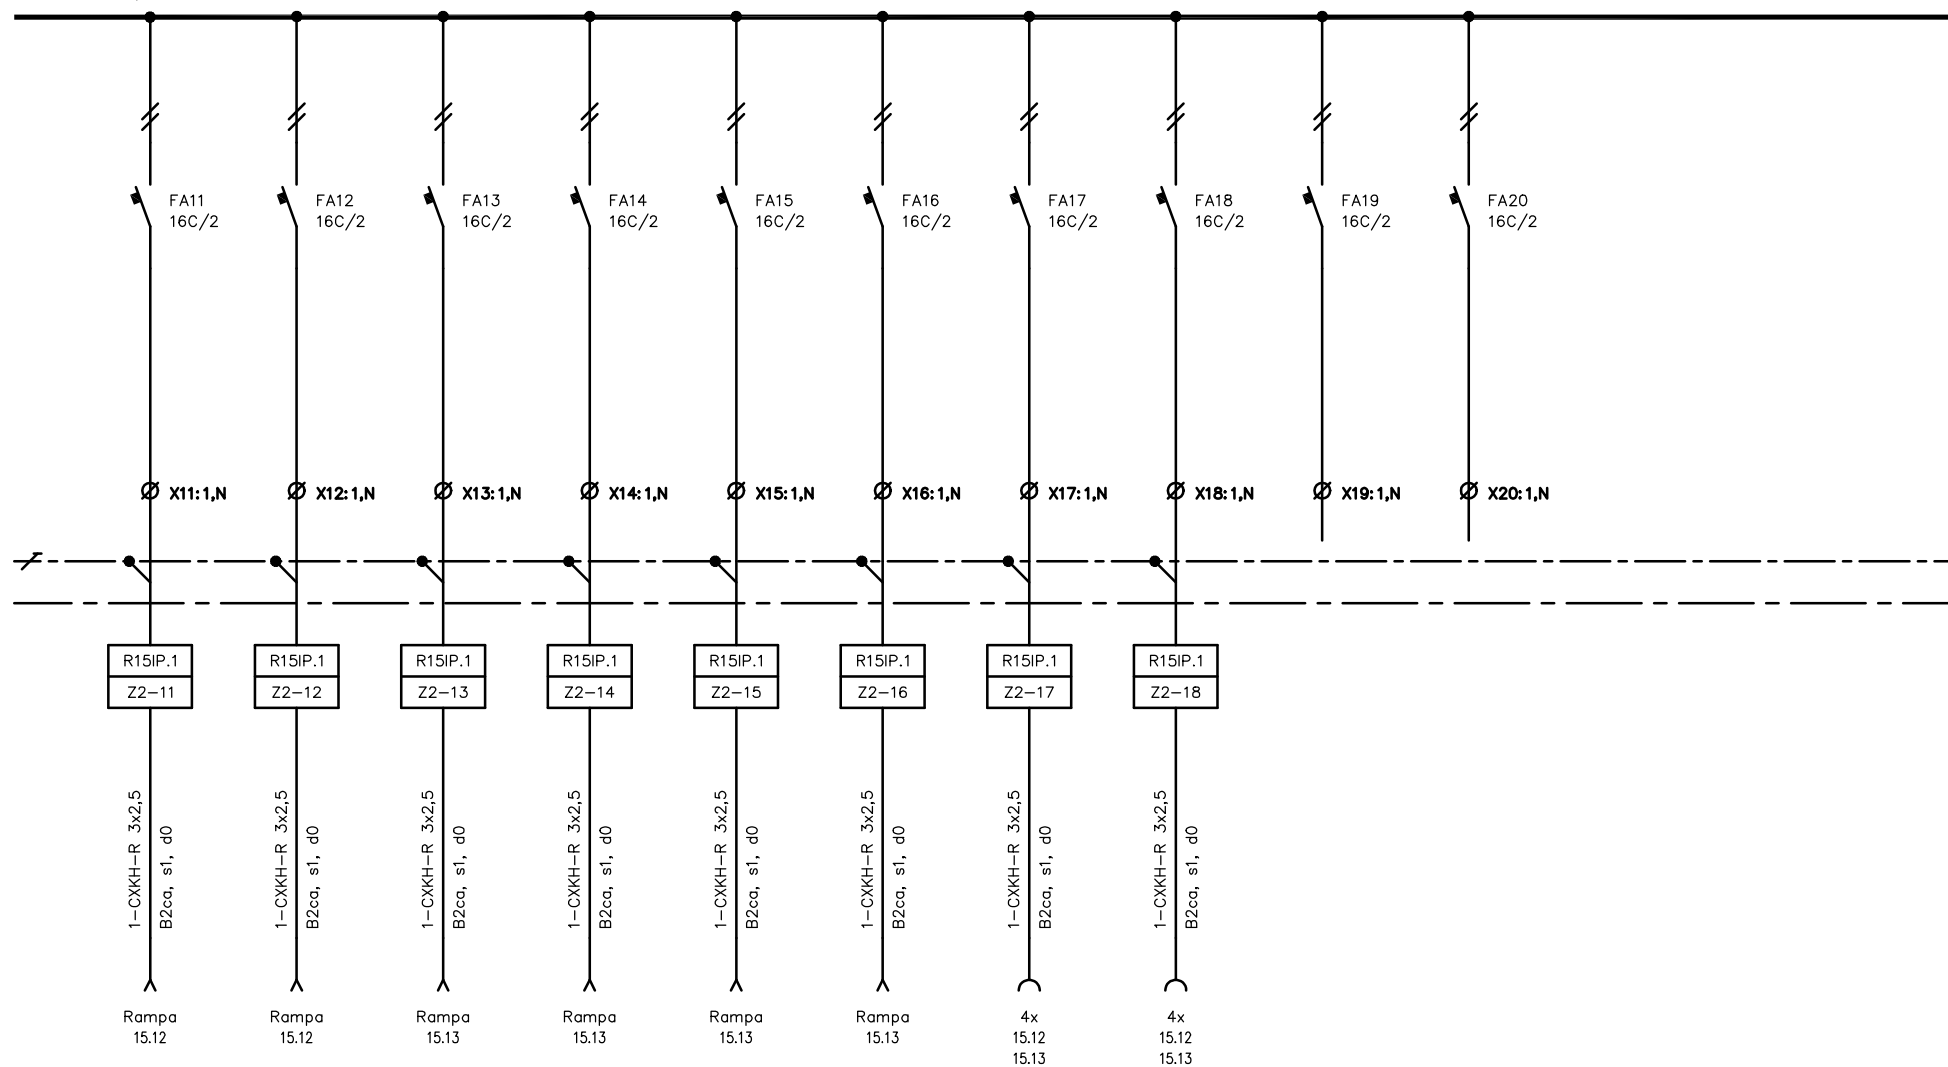 FA11
16C/2
FA12
16C/2
FA13
16C/2
FA14
16C/2
FA15
16C/2
FA16
16C/2
FA17
16C/2
FA18
16C/2
FA19
16C/2
FA20
16C/2
X11:1,N
X12:1,N
X13:1,N
X14:1,N
X15:1,N
X16:1,N
X17:1,N
X18:1,N
X19:1,N
X20:1,N
R15IP.1
Z2-11
R15IP.1
Z2-12
R15IP.1
Z2-13
R15IP.1
Z2-14
R15IP.1
Z2-15
R15IP.1
Z2-16
R15IP.1
Z2-17
R15IP.1
Z2-18
1-CXKH-R 3x2,5
B2ca, s1, d0
1-CXKH-R 3x2,5
B2ca, s1, d0
1-CXKH-R 3x2,5
B2ca, s1, d0
1-CXKH-R 3x2,5
B2ca, s1, d0
1-CXKH-R 3x2,5
B2ca, s1, d0
1-CXKH-R 3x2,5
B2ca, s1, d0
1-CXKH-R 3x2,5
B2ca, s1, d0
1-CXKH-R 3x2,5
B2ca, s1, d0
Rampa
15.12
Rampa
15.12
Rampa
15.13
Rampa
15.13
Rampa
15.13
Rampa
15.13
4x
15.12
15.13
4x
15.12
15.13